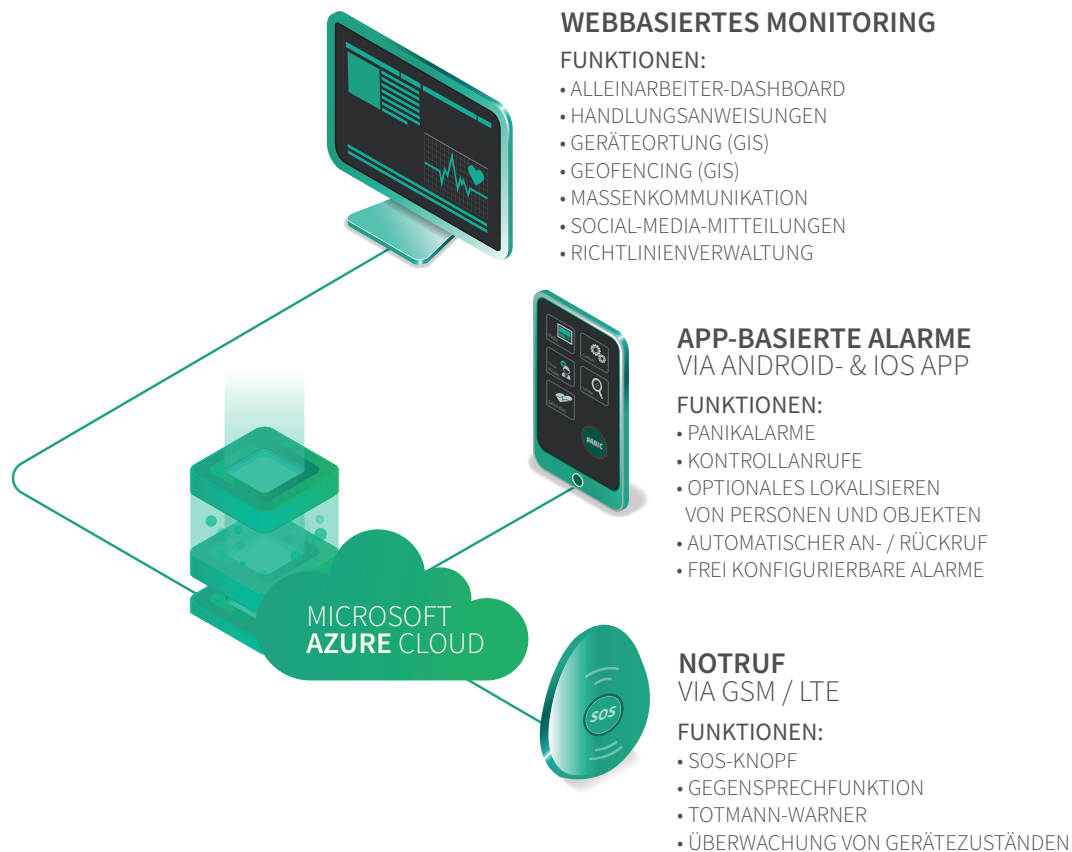 WEBBASIERTES MONITORING
FUNKTIONEN:
• ALLEINARBEITER-DASHBOARD
• HANDLUNGSANWEISUNGEN
• GERÄTEORTUNG (GIS)
• GEOFENCING (GIS)
• MASSENKOMMUNIKATION
• SOCIAL-MEDIA-MITTEILUNGEN
• RICHTLINIENVERWALTUNG
APP-BASIERTE ALARME
VIA ANDROID- & IOS APP
FUNKTIONEN:
• PANIKALARME
• KONTROLLANRUFE
• OPTIONALES LOKALISIEREN
VON PERSONEN UND OBJEKTEN
• AUTOMATISCHER AN- / RÜCKRUF
• FREI KONFIGURIERBARE ALARME
PANIC
MICROSOFT
AZURE CLOUD
SOS
NOTRUF
VIA GSM / LTE
FUNKTIONEN:
• SOS-KNOPF
• GEGENSPRECHFUNKTION
• TOTMANN-WARNER
• ÜBERWACHUNG VON GERÄTEZUSTÄNDEN